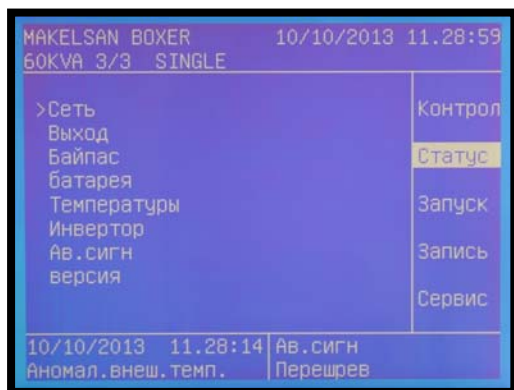 MAKELSAN BOXER 10/10/2013 11.28:59
60KVA 3/3 SINGLE
>Сеть
Выход
Байпас
батарея
Температуры
Инвертор
Ав.сигн
версия
Контрол
Статус
Запуск
Запись
Сервис
10/10/2013 11.28:14
Аномал.внеш.темп.
Ав.сигн
Перешрев